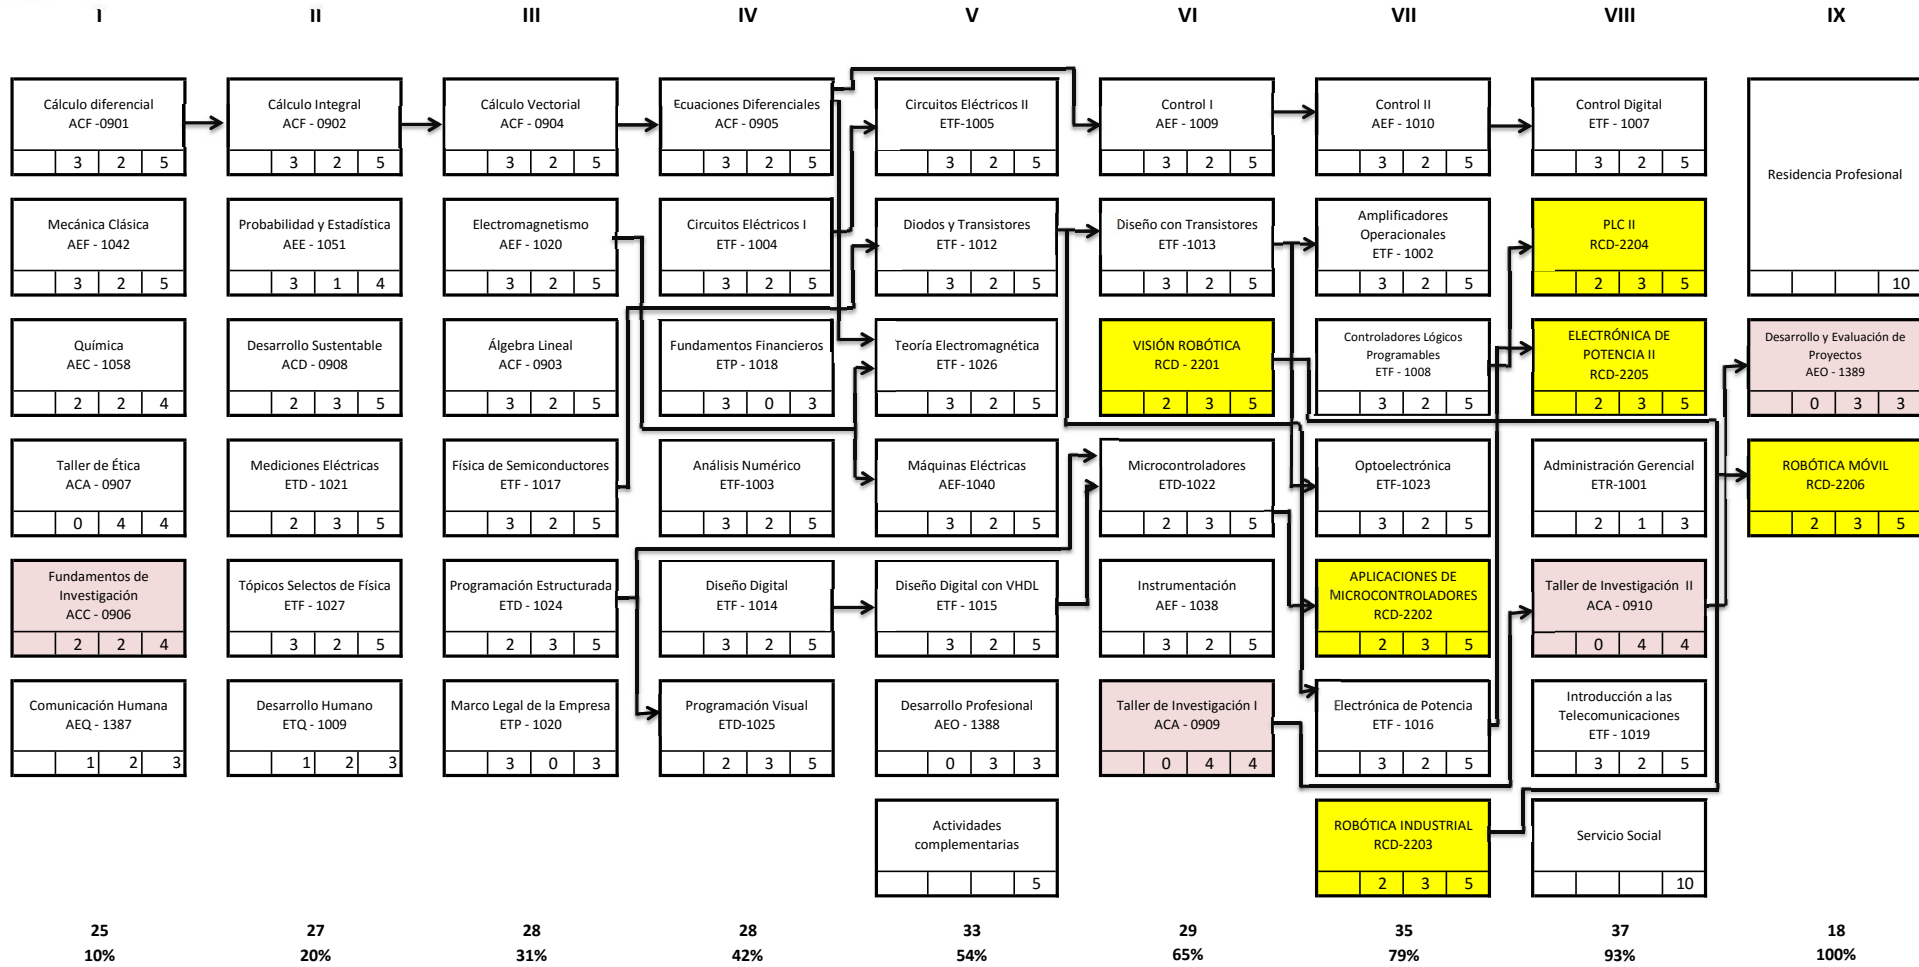 I II III IV V VI VII VIII IX
Cálculo diferencial
ACF -0901
3 2 5
Cálculo Integral
ACF - 0902
3 2 5
Cálculo Vectorial
ACF - 0904
3 2 5
Ecuaciones Diferenciales
ACF - 0905
3 2 5
Circuitos Eléctricos II
ETF-1005
3 2 5
Control I
AEF - 1009
3 2 5
Control II
AEF - 1010
3 2 5
Control Digital
ETF - 1007
3 2 5
Residencia Profesional
10
Mecánica Clásica
AEF - 1042
3 2 5
Probabilidad y Estadística
AEE - 1051
3 1 4
Electromagnetismo
AEF - 1020
3 2 5
Circuitos Eléctricos I
ETF - 1004
3 2 5
Diodos y Transistores
ETF - 1012
3 2 5
Diseño con Transistores
ETF -1013
3 2 5
Amplificadores
Operacionales
ETF - 1002
3 2 5
PLC II
RCD-2204
2 3 5
Química
AEC - 1058
2 2 4
Desarrollo Sustentable
ACD - 0908
2 3 5
Álgebra Lineal
ACF - 0903
3 2 5
Fundamentos Financieros
ETP - 1018
3 0 3
Teoría Electromagnética
ETF - 1026
3 2 5
VISIÓN ROBÓTICA
RCD - 2201
2 3 5
Controladores Lógicos
Programables
ETF - 1008
3 2 5
ELECTRÓNICA DE
POTENCIA II
RCD-2205
2 3 5
Desarrollo y Evaluación de
Proyectos
AEO - 1389
0 3 3
Taller de Ética
ACA - 0907
0 4 4
Mediciones Eléctricas
ETD - 1021
2 3 5
Física de Semiconductores
ETF - 1017
3 2 5
Análisis Numérico
ETF-1003
3 2 5
Máquinas Eléctricas
AEF-1040
3 2 5
Microcontroladores
ETD-1022
2 3 5
Optoelectrónica
ETF-1023
3 2 5
Administración Gerencial
ETR-1001
2 1 3
ROBÓTICA MÓVIL
RCD-2206
2 3 5
Fundamentos de
Investigación
ACC - 0906
2 2 4
Tópicos Selectos de Física
ETF - 1027
3 2 5
Programación Estructurada
ETD - 1024
2 3 5
Diseño Digital
ETF - 1014
3 2 5
Diseño Digital con VHDL
ETF - 1015
3 2 5
Instrumentación
AEF - 1038
3 2 5
APLICACIONES DE
MICROCONTROLADORES
RCD-2202
2 3 5
Taller de Investigación II
ACA - 0910
0 4 4
Comunicación Humana
AEQ - 1387
1 2 3
Desarrollo Humano
ETQ - 1009
1 2 3
Marco Legal de la Empresa
ETP - 1020
3 0 3
Programación Visual
ETD-1025
2 3 5
Desarrollo Profesional
AEO - 1388
0 3 3
Taller de Investigación I
ACA - 0909
0 4 4
Electrónica de Potencia
ETF - 1016
3 2 5
Introducción a las
Telecomunicaciones
ETF - 1019
3 2 5
Actividades
complementarias
5
ROBÓTICA INDUSTRIAL
RCD-2203
2 3 5
Servicio Social
10
25 27 28 28 33 29 35 37 18
10% 20% 31% 42% 54% 65% 79% 93% 100%